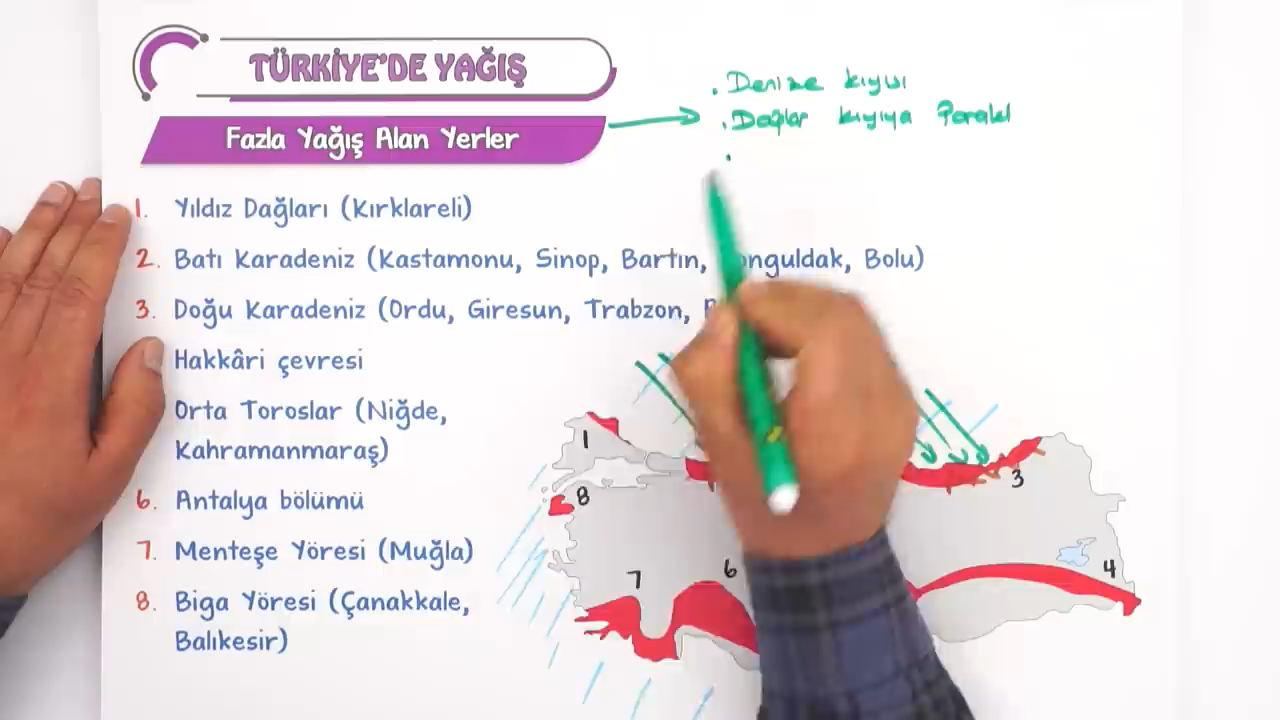 TÜRKİYE'DE YAĞIŞ
. Denize kıyısı
Fazla Yağış Alan Yerler
. Dağlar kıyıya Paralel
.
1. Yıldız Dağları (Kırklareli)
2. Batı Karadeniz (Kastamonu, Sinop, Bartın, onguldak, Bolu)
3. Doğu Karadeniz (Ordu, Giresun, Trabzon,
Hakkâri çevresi
Orta Toroslar (Niğde,
Kahramanmaraş)
6. Antalya bölümü
7. Menteşe Yöresi (Muğla)
8. Biga Yöresi (Çanakkale,
Balıkesir)
1
3
8
7
6
4